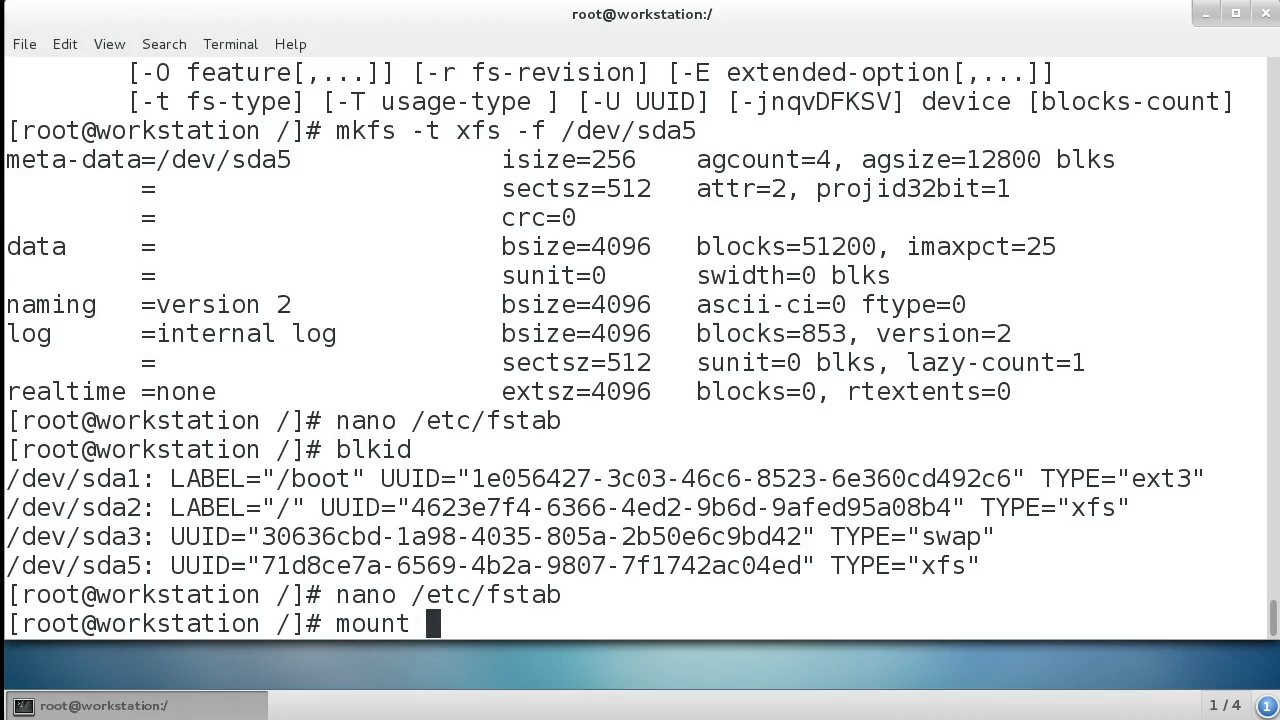 root@workstation:/
File Edit View Search Terminal Help
[-O feature[,...]] [-r fs-revision] [-E extended-option[,...]]
[-t fs-type] [-T usage-type ] [-U UUID] [-jnqvDFKSV] device [blocks-count]
[root@workstation /]# mkfs -t xfs -f /dev/sda5
meta-data=/dev/sda5 isize=256 agcount=4, agsize=12800 blks
= sectsz=512 attr=2, projid32bit=1
= crc=0
data = bsize=4096 blocks=51200, imaxpct=25
= sunit=0 swidth=0 blks
naming =version 2 bsize=4096 ascii-ci=0 ftype=0
log =internal log bsize=4096 blocks=853, version=2
= sectsz=512 sunit=0 blks, lazy-count=1
realtime =none extsz=4096 blocks=0, rtextents=0
[root@workstation /]# nano /etc/fstab
[root@workstation /]# blkid
/dev/sda1: LABEL="/boot" UUID="1e056427-3c03-46c6-8523-6e360cd492c6" TYPE="ext3"
/dev/sda2: LABEL="/" UUID="4623e7f4-6366-4ed2-9b6d-9afed95a08b4" TYPE="xfs"
/dev/sda3: UUID="30636cbd-1a98-4035-805a-2b50e6c9bd42" TYPE="swap"
/dev/sda5: UUID="71d8ce7a-6569-4b2a-9807-7f1742ac04ed" TYPE="xfs"
[root@workstation /]# nano /etc/fstab
[root@workstation /]# mount
root@workstation:/
1 / 4
1